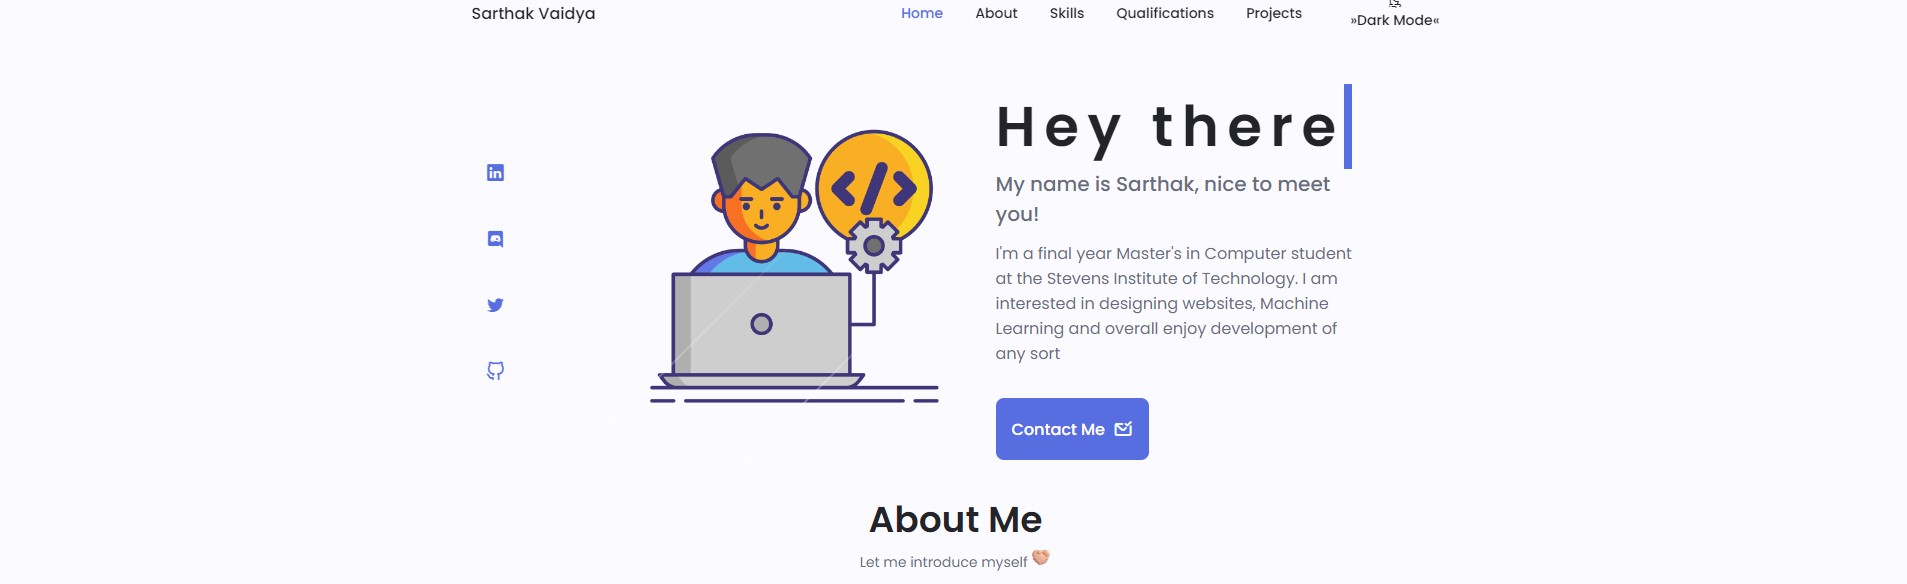 Sarthak Vaidya
Home About Skills Qualifications Projects
»Dark Mode«
Hey there
My name is Sarthak, nice to meet
you!
I'm a final year Master's in Computer student
at the Stevens Institute of Technology. I am
interested in designing websites, Machine
Learning and overall enjoy development of
any sort
Contact Me
About Me
Let me introduce myself